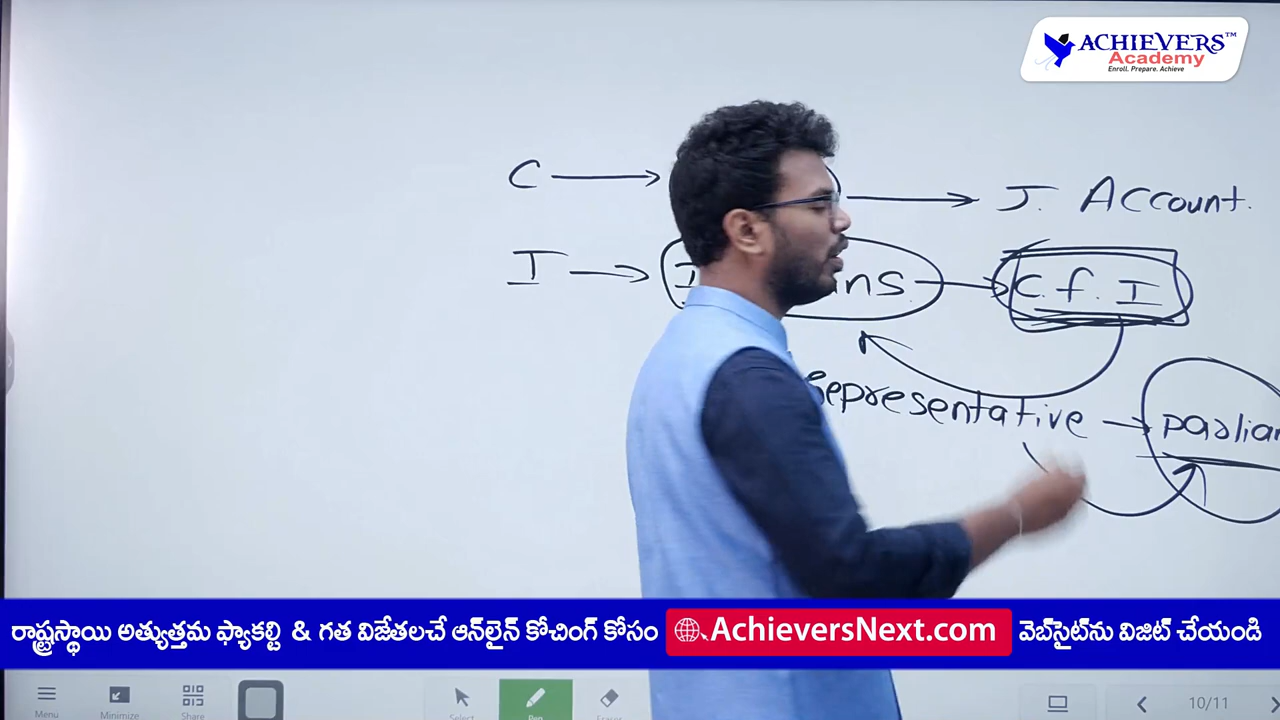 ACHIEVERS™
Academy
Enroll. Prepare. Achieve
C → → J. Account.
I → → C.f.I
Representative → parlia
రాష్ట్రస్థాయి అత్యుత్తమ ఫ్యాకల్టి & గత విజేతలచే ఆన్‌లైన్ కోచింగ్ కోసం AchieversNext.com వెబ్‌సైట్‌ను విజిట్ చేయండి
Menu Minimize Share Select Pen Eraser 10/11